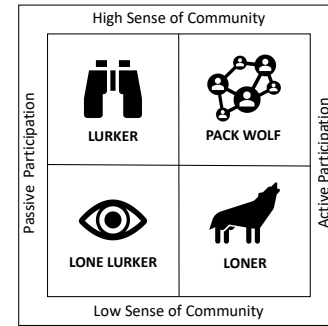 High Sense of Community
Passive Participation
LURKER
PACK WOLF
Active Participation
LONE LURKER
LONER
Low Sense of Community